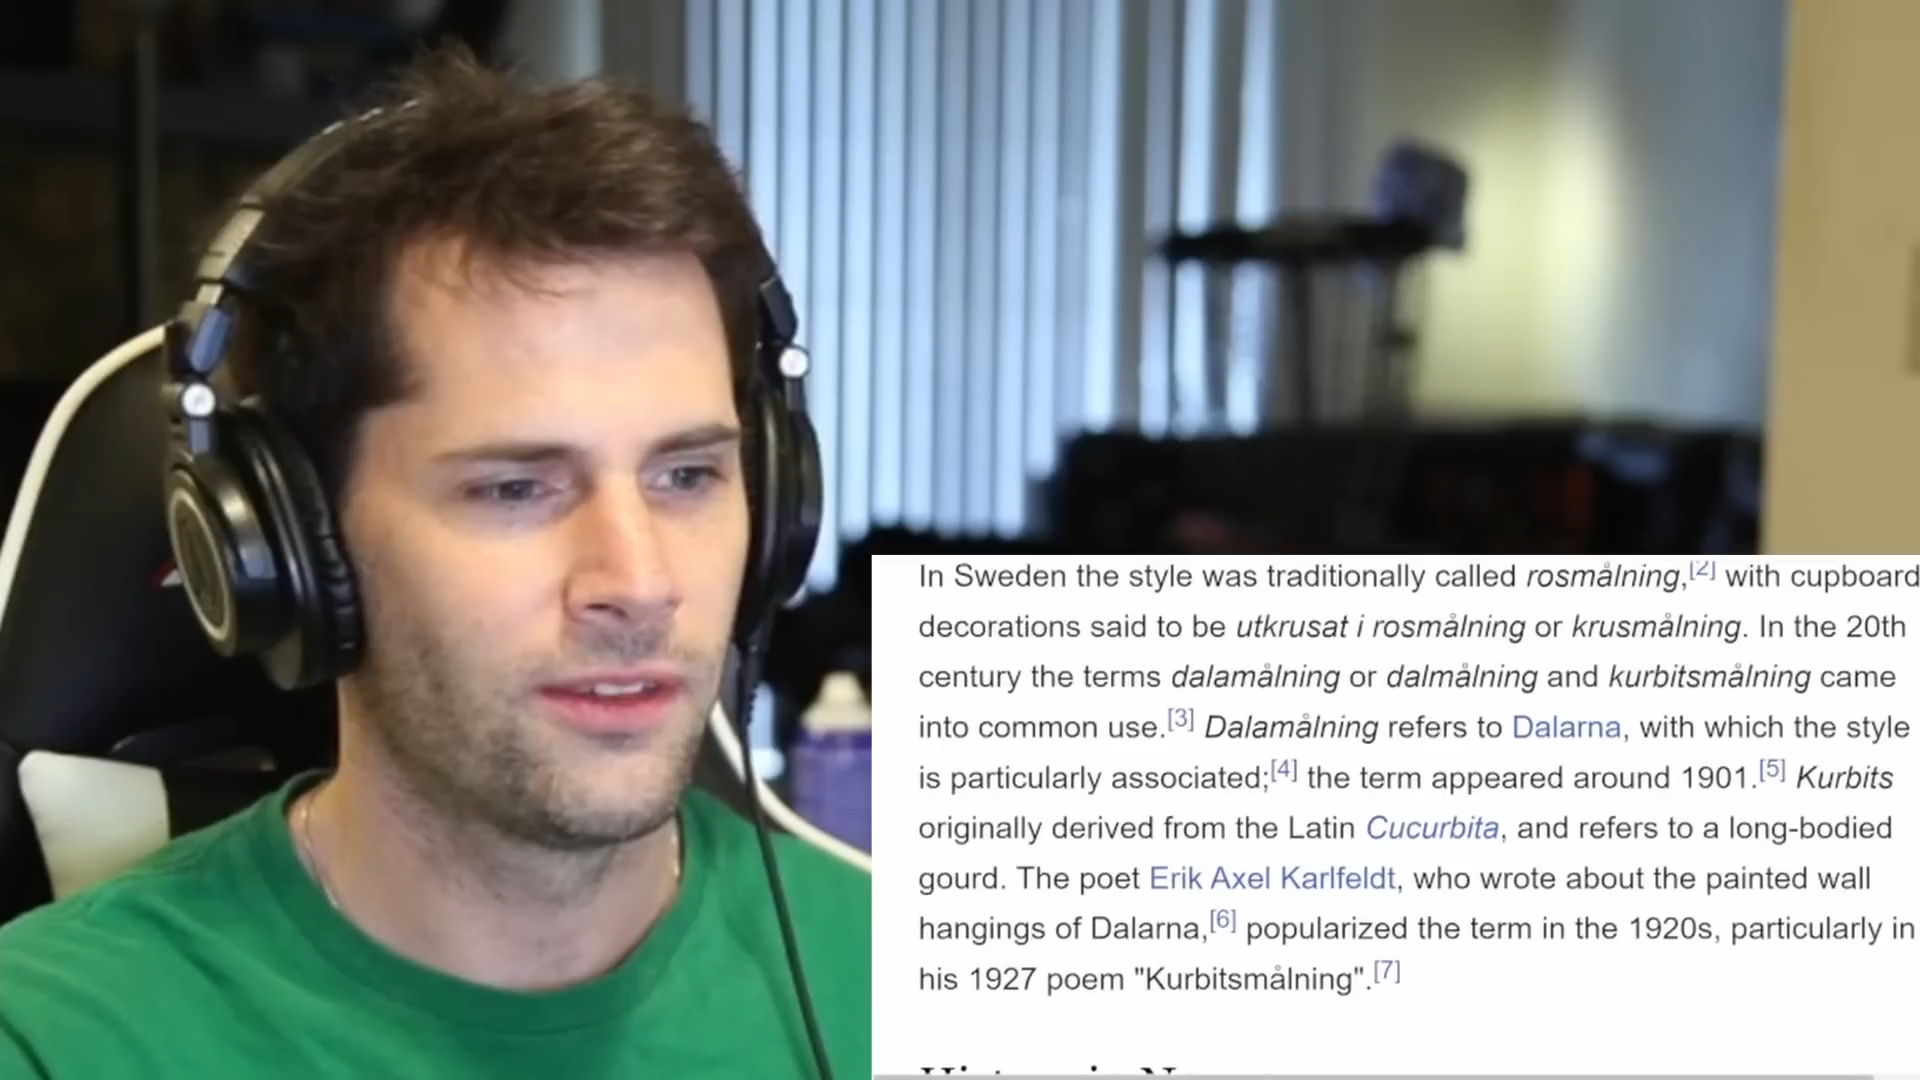 In Sweden the style was traditionally called rosmålning,[2] with cupboard
decorations said to be utkrusat i rosmålning or krusmålning. In the 20th
century the terms dalamålning or dalmålning and kurbitsmålning came
into common use.[3] Dalamålning refers to Dalarna, with which the style
is particularly associated;[4] the term appeared around 1901.[5] Kurbits
originally derived from the Latin Cucurbita, and refers to a long-bodied
gourd. The poet Erik Axel Karlfeldt, who wrote about the painted wall
hangings of Dalarna,[6] popularized the term in the 1920s, particularly in
his 1927 poem "Kurbitsmålning".[7]